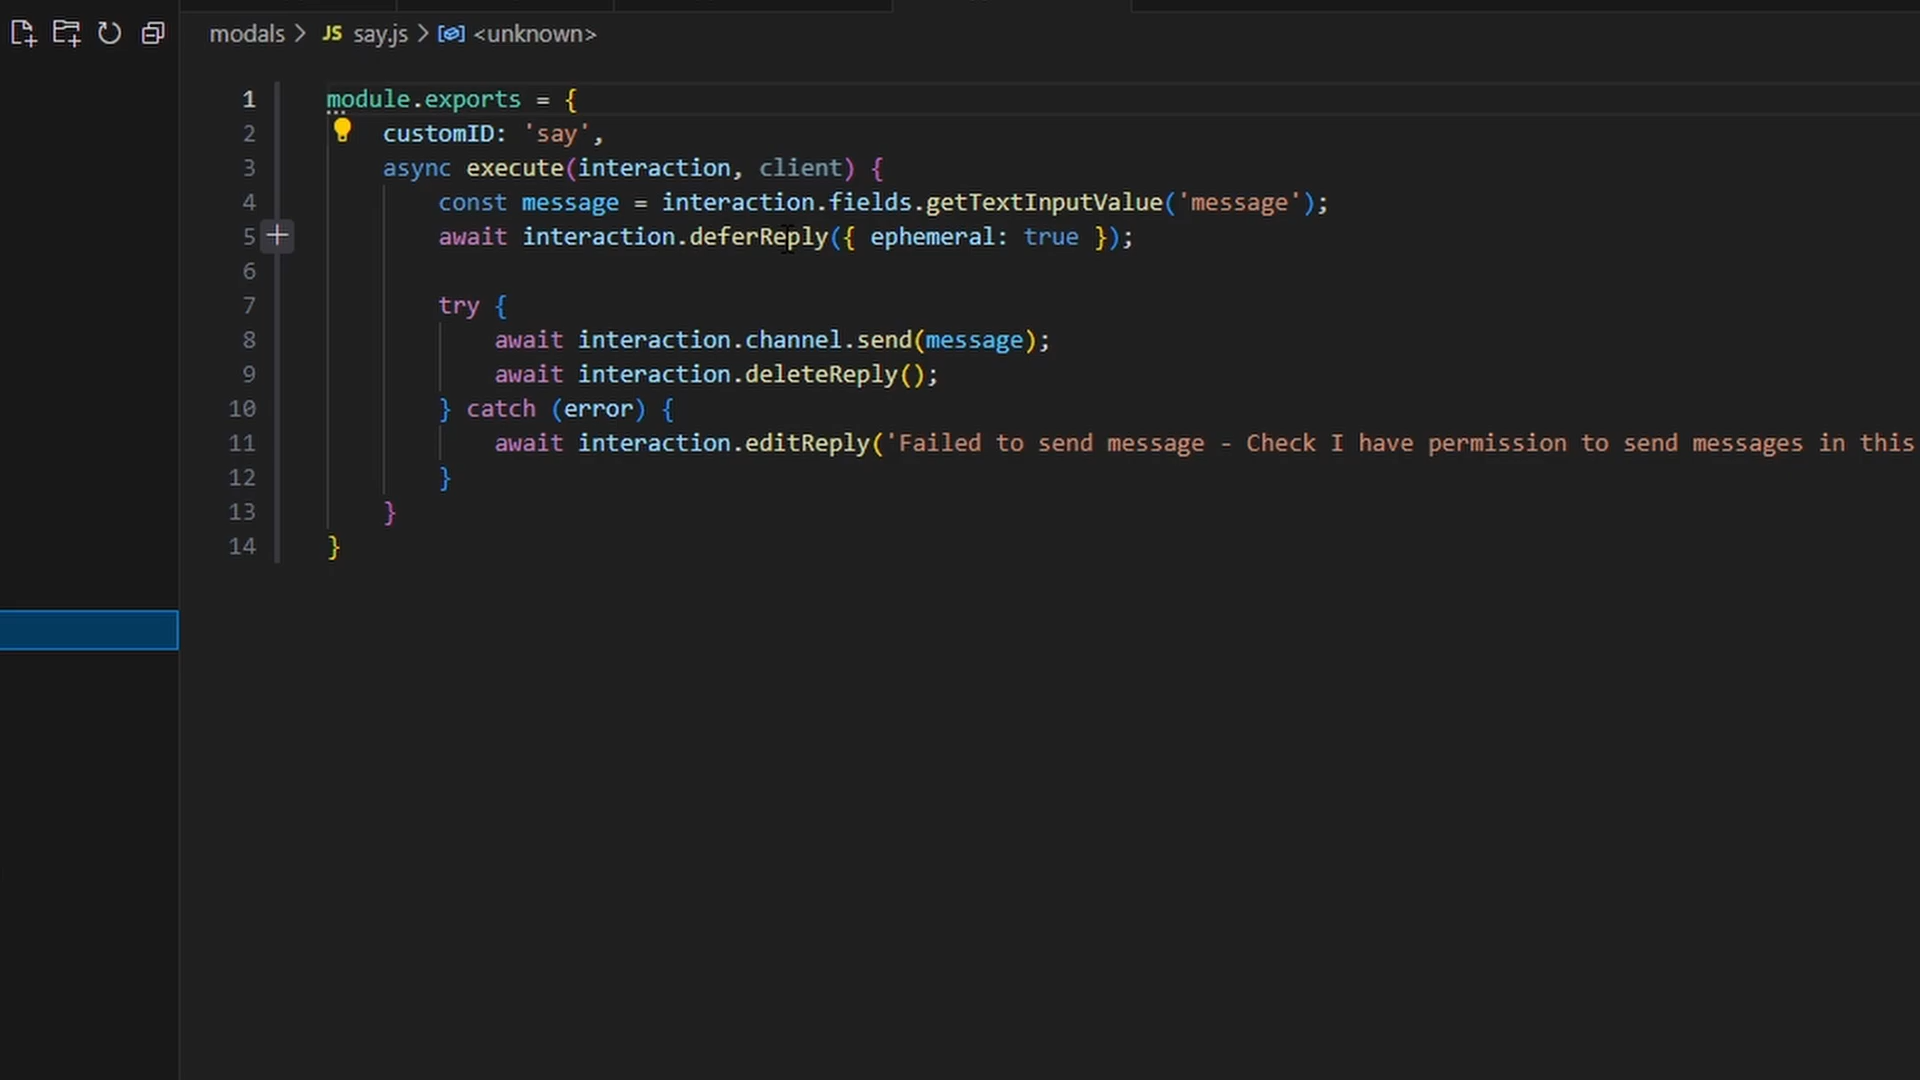 modals > JS say.js > <unknown>
1 module.exports = {
2 customID: 'say',
3 async execute(interaction, client) {
4 const message = interaction.fields.getTextInputValue('message');
5 await interaction.deferReply({ ephemeral: true });
6
7 try {
8 await interaction.channel.send(message);
9 await interaction.deleteReply();
10 } catch (error) {
11 await interaction.editReply('Failed to send message - Check I have permission to send messages in this
12 }
13 }
14 }